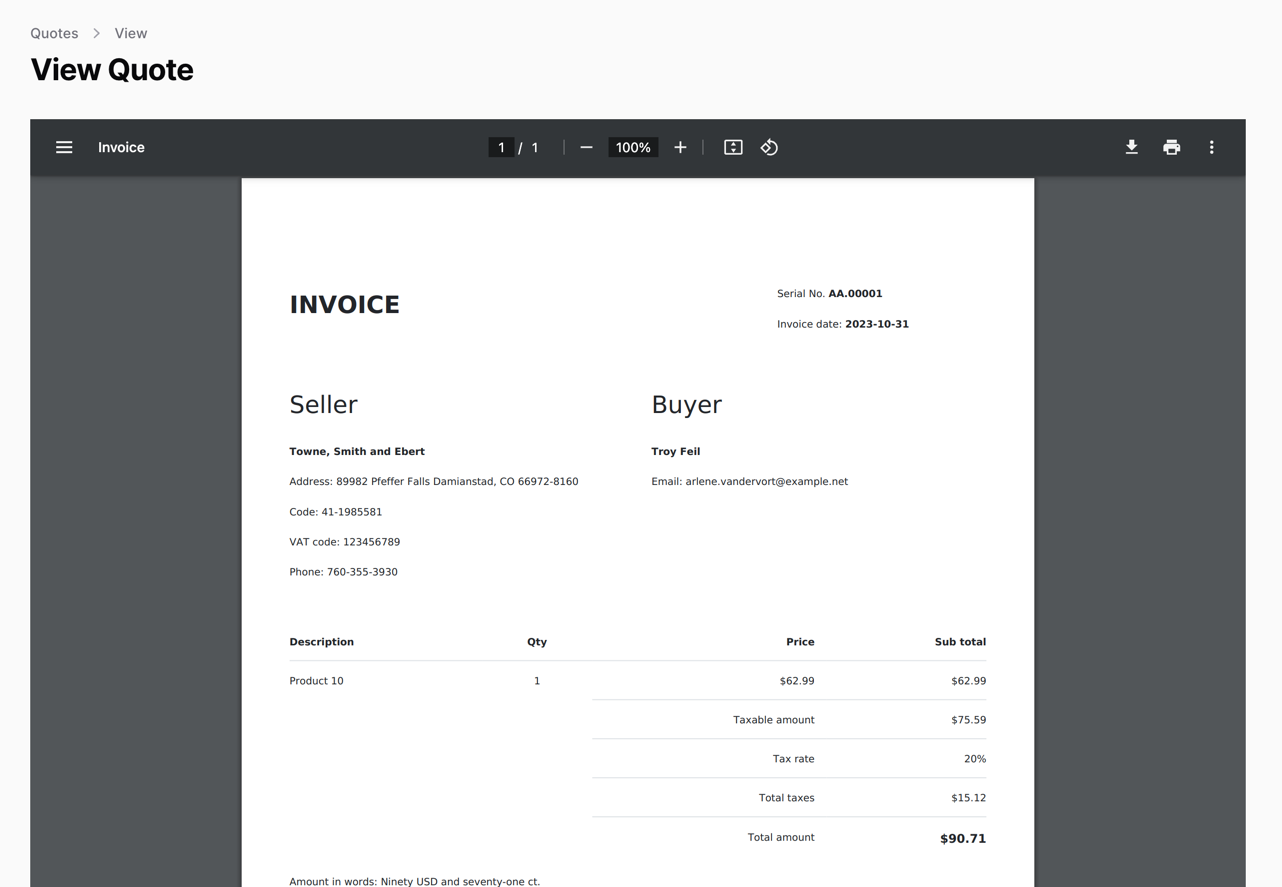 Quotes > View
View Quote
Invoice 1 / 1 100%
INVOICE
Serial No. AA.00001
Invoice date: 2023-10-31
Seller
Towne, Smith and Ebert
Address: 89982 Pfeffer Falls Damianstad, CO 66972-8160
Code: 41-1985581
VAT code: 123456789
Phone: 760-355-3930
Buyer
Troy Feil
Email: arlene.vandervort@example.net
Description Qty Price Sub total
Product 10 1 $62.99 $62.99
Taxable amount $75.59
Tax rate 20%
Total taxes $15.12
Total amount $90.71
Amount in words: Ninety USD and seventy-one ct.